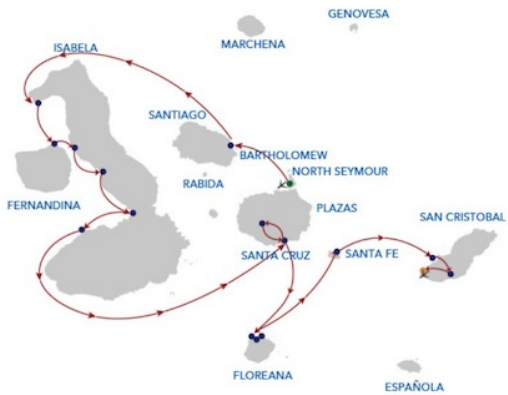 GENOVESA
MARCHENA
ISABELA
SANTIAGO
BARTHOLOMEW
NORTH SEYMOUR
RABIDA
FERNANDINA
PLAZAS
SAN CRISTOBAL
SANTA CRUZ
SANTA FE
FLOREANA
ESPAÑOLA